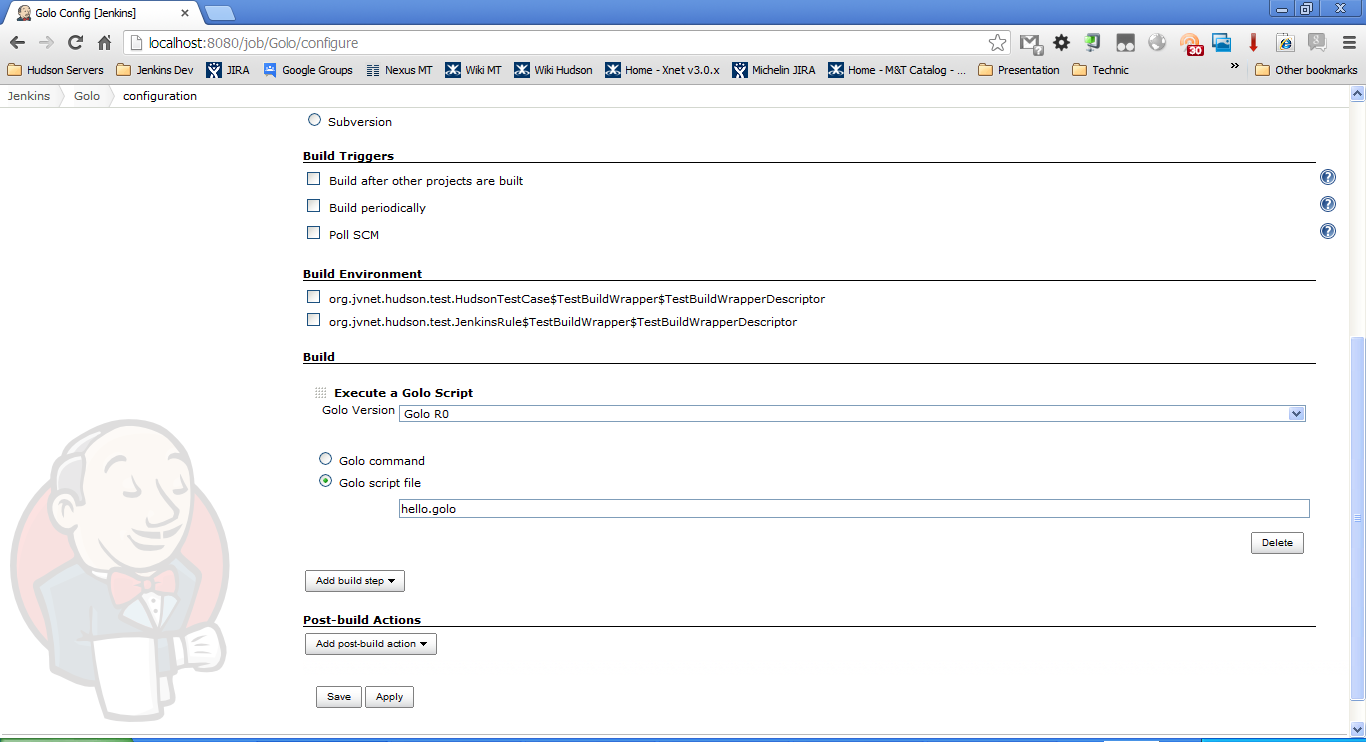 Golo Config [Jenkins]
localhost:8080/job/Golo/configure
30
Hudson Servers Jenkins Dev JIRA Google Groups Nexus MT Wiki MT Wiki Hudson Home - Xnet v3.0.x Michelin JIRA Home - M&T Catalog - ... Presentation Technic » Other bookmarks
Jenkins Golo configuration
Subversion
Build Triggers
Build after other projects are built
?
Build periodically
?
Poll SCM
?
Build Environment
org.jvnet.hudson.test.HudsonTestCase$TestBuildWrapper$TestBuildWrapperDescriptor
org.jvnet.hudson.test.JenkinsRule$TestBuildWrapper$TestBuildWrapperDescriptor
Build
Execute a Golo Script
Golo Version Golo R0
Golo command
Golo script file
hello.golo
Delete
Add build step
Post-build Actions
Add post-build action
Save Apply